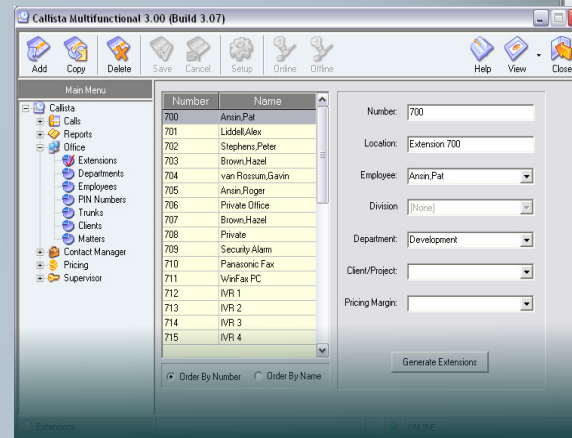 Callista Multifunctional 3.00 (Build 3.07)
Add Copy Delete Save Cancel Setup Online Offline Help View Close
Main Menu
Callista
Calls
Reports
Office
Extensions
Departments
Employees
PIN Numbers
Trunks
Clients
Matters
Contact Manager
Pricing
Supervisor
Number Name
700 Ansin,Pat
701 Liddell,Alex
702 Stephens,Peter
703 Brown,Hazel
704 van Rossum,Gavin
705 Ansin,Roger
706 Private Office
707 Brown,Hazel
708 Private
709 Security Alarm
710 Panasonic Fax
711 WinFax PC
712 IVR 1
713 IVR 2
714 IVR 3
715 IVR 4
Order By Number Order By Name
Number: 700
Location: Extension 700
Employee: Ansin,Pat
Division [None]
Department: Development
Client/Project:
Pricing Margin:
Generate Extensions
Extensions ONLINE